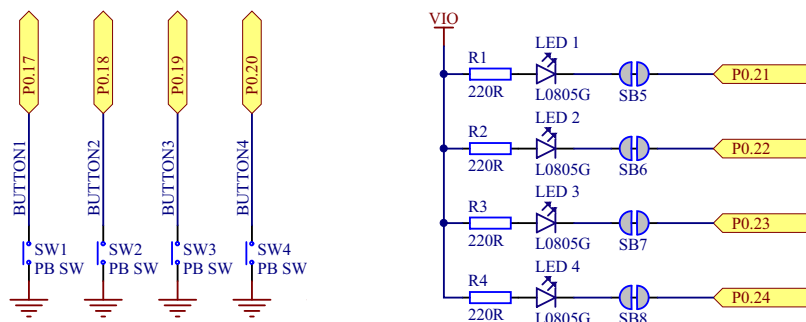 P0.17
P0.18
P0.19
P0.20
BUTTON1
BUTTON2
BUTTON3
BUTTON4
SW1
PB SW
SW2
PB SW
SW3
PB SW
SW4
PB SW
VIO
R1
220R
LED 1
L0805G
SB5
P0.21
R2
220R
LED 2
L0805G
SB6
P0.22
R3
220R
LED 3
L0805G
SB7
P0.23
R4
220R
LED 4
L0805G
SB8
P0.24